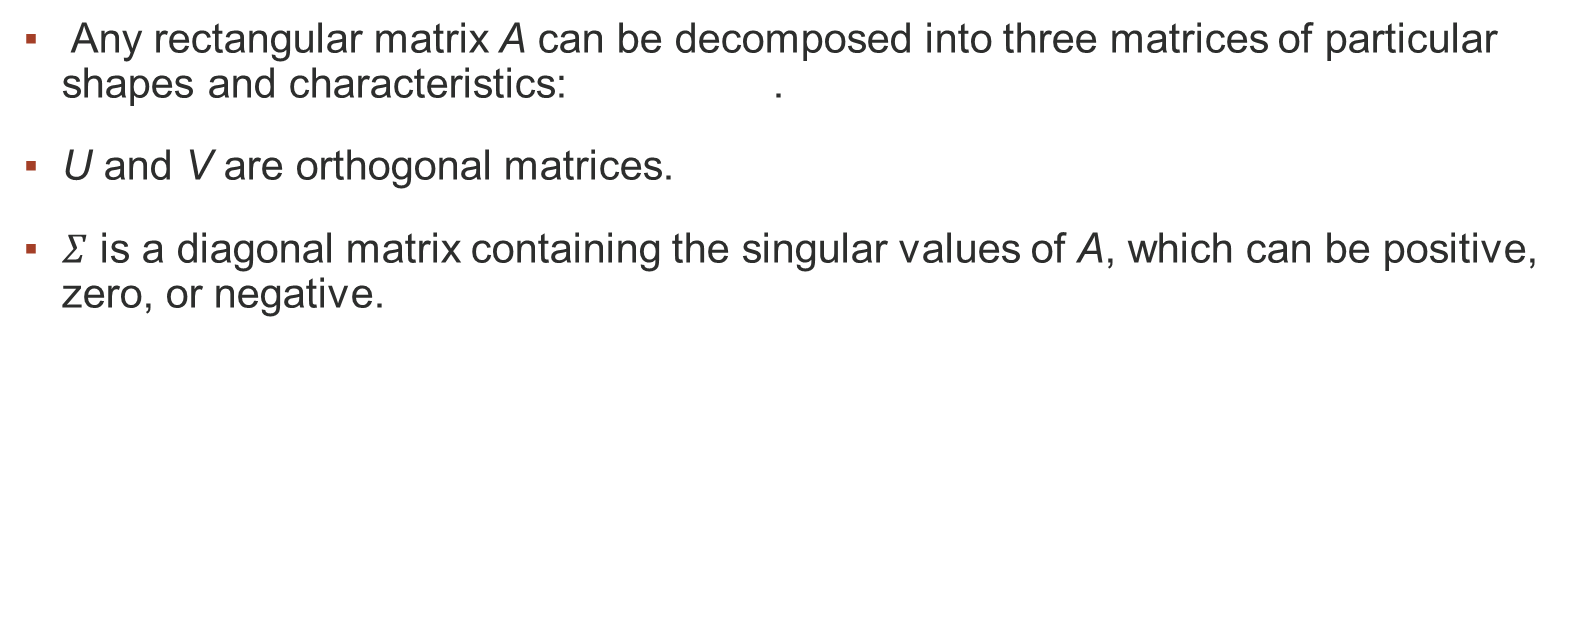 ▪ Any rectangular matrix A can be decomposed into three matrices of particular
shapes and characteristics: .
▪ U and V are orthogonal matrices.
▪ Σ is a diagonal matrix containing the singular values of A, which can be positive,
zero, or negative.